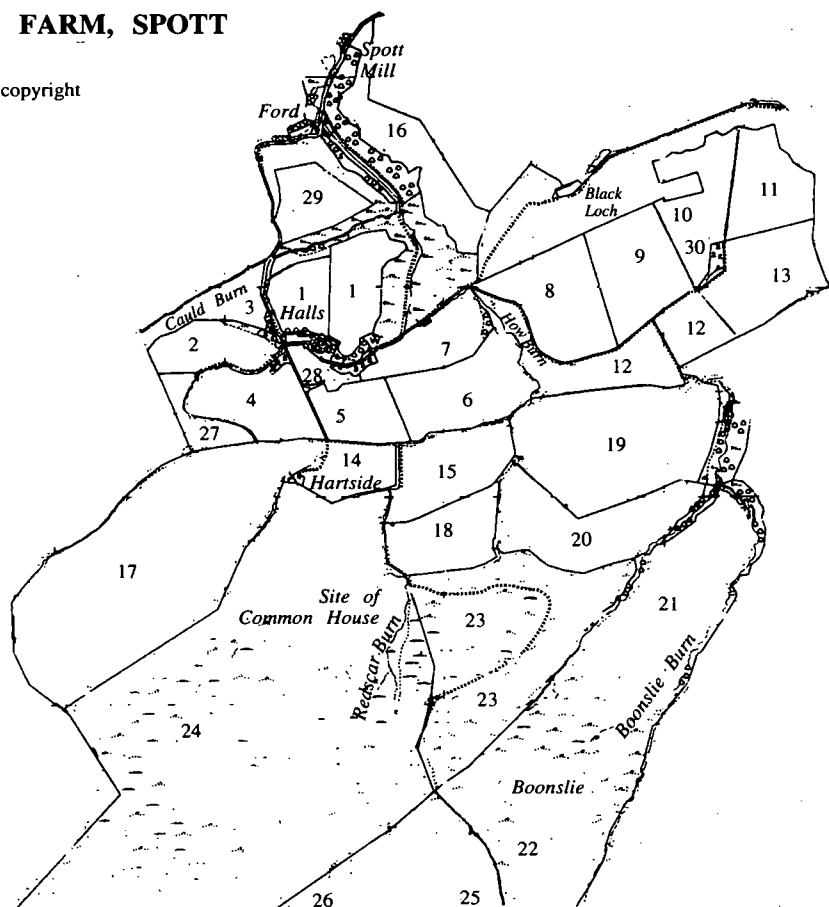 FARM, SPOTT
copyright
Spott
Mill
Ford
16
29
Black
Loch
10
11
30
9
13
8
1
1
Cauld Burn
3
Halls
How Burn
12
2
7
12
28
4
5
6
27
19
14
15
Hartside
1
18
20
17
21
Site of
Common House
23
Redscar Burn
Boonslie Burn
23
24
Boonslie
22
26
25